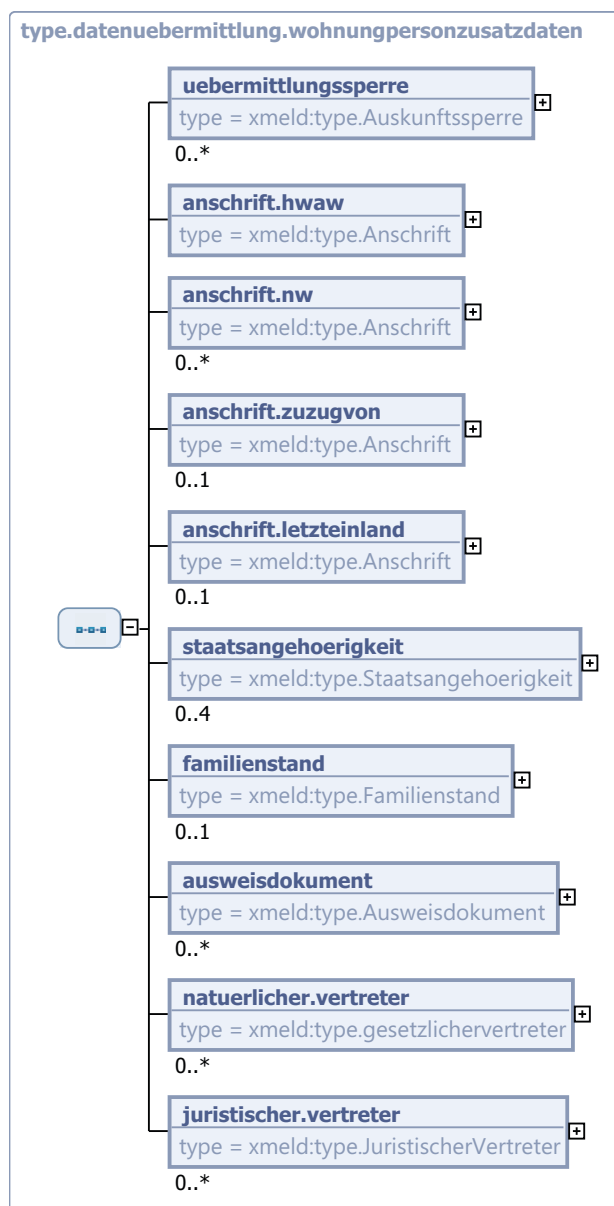 type.datenuebermittlung.wohnungpersonzusatzdaten
uebermittlungssperre
type = xmeld:type.Auskunftssperre
0..*
anschrift.hwaw
type = xmeld:type.Anschrift
anschrift.nw
type = xmeld:type.Anschrift
0..*
anschrift.zuzugvon
type = xmeld:type.Anschrift
0..1
anschrift.letzteinland
type = xmeld:type.Anschrift
0..1
staatsangehoerigkeit
type = xmeld:type.Staatsangehoerigkeit
0..4
familienstand
type = xmeld:type.Familienstand
0..1
ausweisdokument
type = xmeld:type.Ausweisdokument
0..*
natuerlicher.vertreter
type = xmeld:type.gesetzlichervertreter
0..*
juristischer.vertreter
type = xmeld:type.JuristischerVertreter
0..*